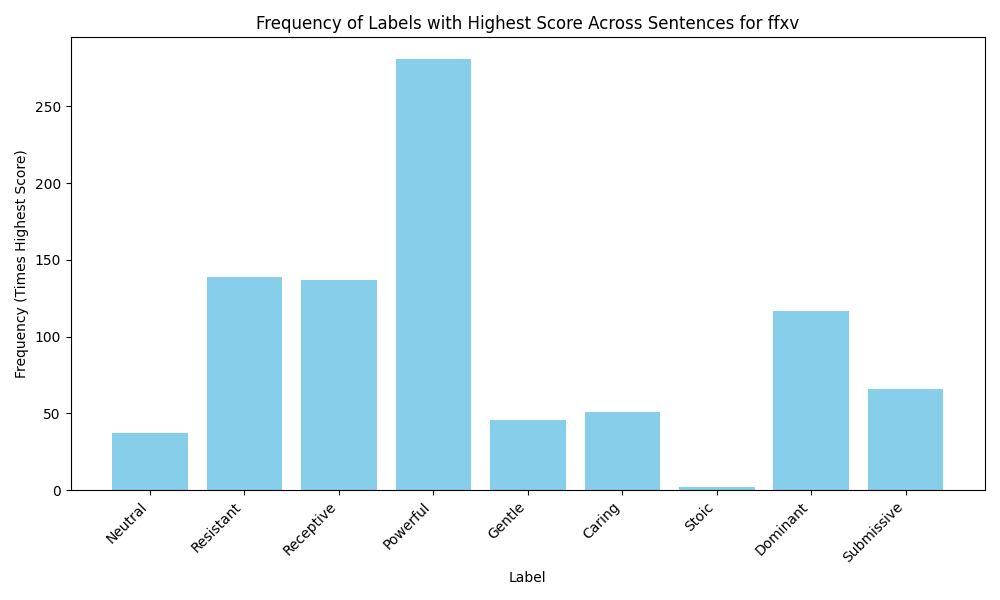 Frequency of Labels with Highest Score Across Sentences for ffxv
Frequency (Times Highest Score)
250
200
150
100
50
0
Neutral
Resistant
Receptive
Powerful
Gentle
Caring
Stoic
Dominant
Submissive
Label